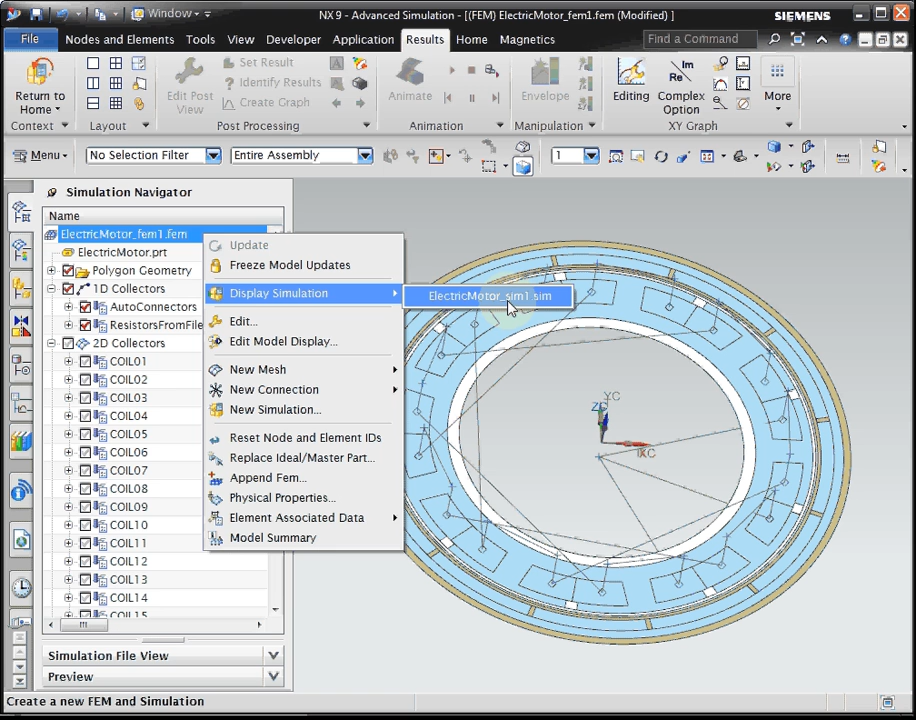 Window
NX 9 - Advanced Simulation - [(FEM) ElectricMotor_fem1.fem (Modified) ]
SIEMENS
File
Nodes and Elements
Tools
View
Developer
Application
Results
Home
Magnetics
Find a Command
Return to
Home
Context
Layout
Edit Post
View
Set Result
Identify Results
Create Graph
Post Processing
Animate
Animation
Envelope
Manipulation
Editing
Re Im
Complex
Option
XY Graph
More
Menu
No Selection Filter
Entire Assembly
1
Simulation Navigator
Name
ElectricMotor_fem1.fem
ElectricMotor.prt
Polygon Geometry
1D Collectors
AutoConnectors
ResistorsFromFile
2D Collectors
COIL01
COIL02
COIL03
COIL04
COIL05
COIL06
COIL07
COIL08
COIL09
COIL10
COIL11
COIL12
COIL13
COIL14
COIL15
Update
Freeze Model Updates
Display Simulation
ElectricMotor_sim1.sim
Edit...
Edit Model Display...
New Mesh
New Connection
New Simulation...
Reset Node and Element IDs
Replace Ideal/Master Part...
Append Fem...
Physical Properties...
Element Associated Data
Model Summary
YC
XC
Simulation File View
Preview
Create a new FEM and Simulation